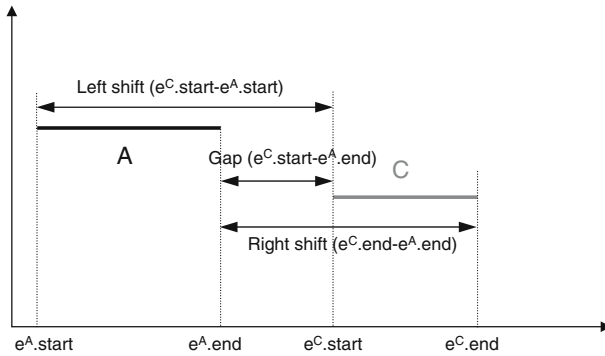 Left shift (eᶜ.start-eᴬ.start)
A
Gap (eᶜ.start-eᴬ.end)
C
Right shift (eᶜ.end-eᴬ.end)
eᴬ.start eᴬ.end eᶜ.start eᶜ.end